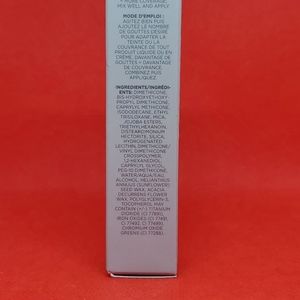 = MORE COVERAGE.
MIX WELL AND APPLY
MODE D'EMPLOI :
AGITEZ BIEN PUIS
AJOUTEZ LE NOMBRE
DE GOUTTES DÉSIRÉ
POUR ADAPTER LA
TEINTE OU LA
COUVRANCE DE TOUT
PRODUIT LIQUIDE OU EN
CRÈME. DAVANTAGE DE
GOUTTES = DAVANTAGE
DE COUVRANCE.
COMBINEZ PUIS
APPLIQUEZ
INGREDIENTS/INGRÉDI-
ENTS: DIMETHICONE,
BIS-HYDROXYETHOXY-
PROPYL DIMETHICONE,
CAPRYLYL METHICONE,
ISODODECANE, ETHYL
TRISILOXANE, MICA,
JOJOBA ESTERS,
TRIETHYLHEXANOIN,
DISTEARDIMONIUM
HECTORITE, SILICA,
HYDROGENATED
LECITHIN, DIMETHICONE/
VINYL DIMETHICONE
CROSSPOLYMER,
1,2-HEXANEDIOL,
CAPRYLYL GLYCOL,
PEG-10 DIMETHICONE,
WATER/AQUA/EAU,
ALCOHOL, HELIANTHUS
ANNUUS (SUNFLOWER)
SEED WAX, ACACIA
DECURRENS FLOWER
WAX, POLYGLYCERIN-3,
TOCOPHEROL. MAY
CONTAIN (+/-) TITANIUM
DIOXIDE (CI 77891),
IRON OXIDES (CI 77491,
CI 77492, CI 77499),
CHROMIUM OXIDE
GREENS (CI 77288).